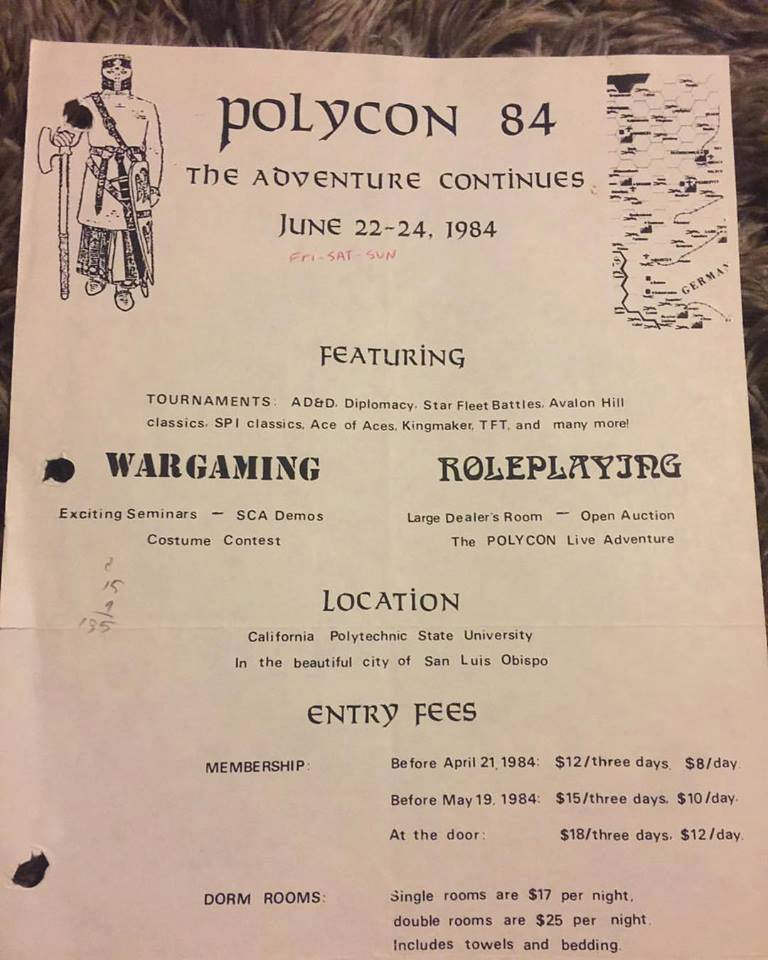 POLYCON 84
THE ADVENTURE CONTINUES
JUNE 22-24, 1984
Fri-SAT-SUN
GERMAN
FEATURING
TOURNAMENTS: AD&D, Diplomacy, Star Fleet Battles, Avalon Hill
classics, SPI classics, Ace of Aces, Kingmaker, TFT, and many more!
WARGAMING
ROLEPLAYING
Exciting Seminars — SCA Demos
Costume Contest
Large Dealer's Room — Open Auction
The POLYCON Live Adventure
15
9
135
LOCATION
California Polytechnic State University
In the beautiful city of San Luis Obispo
ENTRY FEES
MEMBERSHIP:
Before April 21, 1984: $12/three days, $8/day.
Before May 19, 1984: $15/three days, $10/day.
At the door: $18/three days, $12/day.
DORM ROOMS:
Single rooms are $17 per night,
double rooms are $25 per night.
Includes towels and bedding.